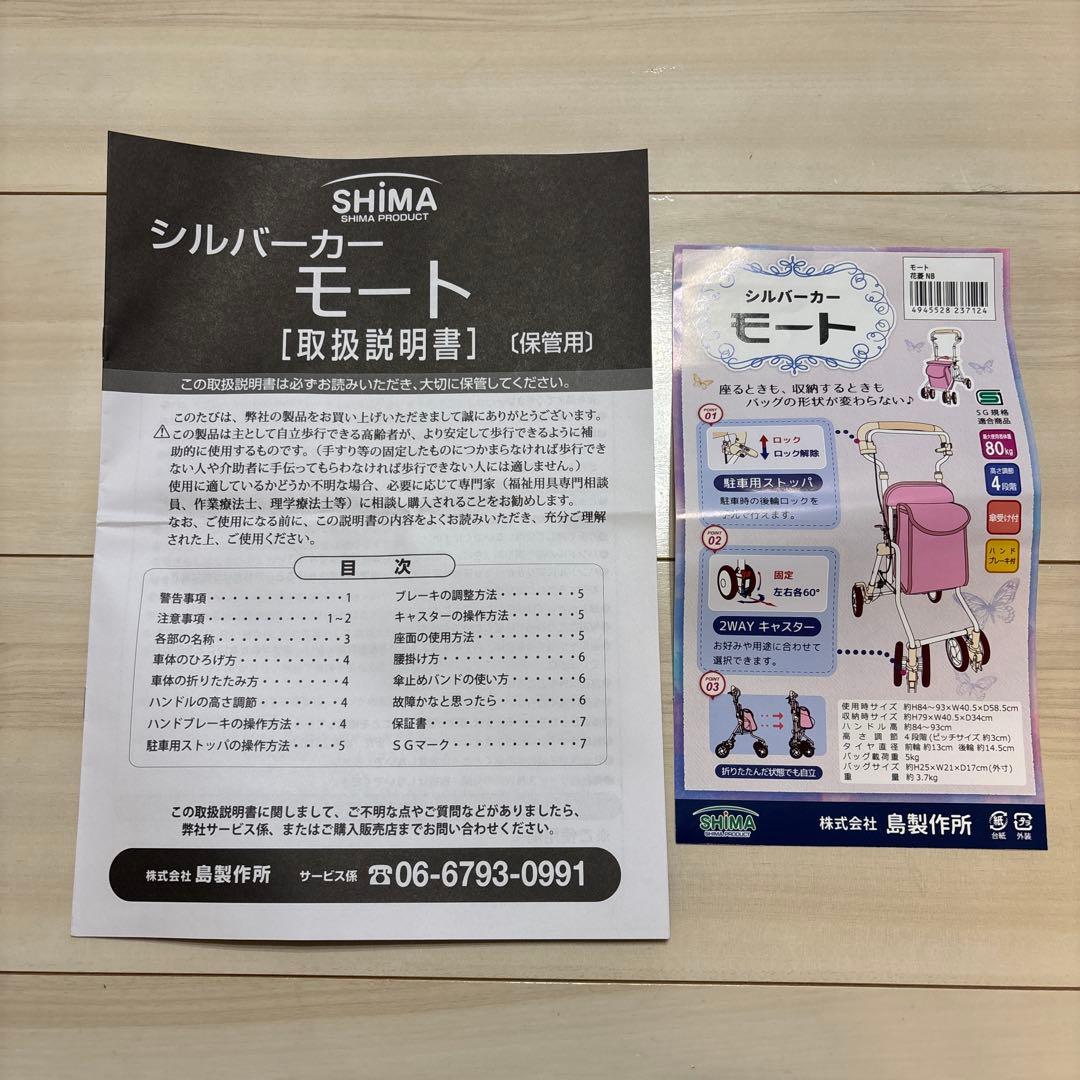 SHiMA
SHIMA PRODUCT
シルバーカー
モート
［取扱説明書］〔保管用〕
この取扱説明書は必ずお読みいただき、大切に保管してください。
このたびは、弊社の製品をお買い上げいただきまして誠にありがとうございます。
⚠この製品は主として自立歩行できる高齢者が、より安定して歩行できるように補
助的に使用するものです。（手すり等の固定したものにつかまらなければ歩行でき
ない人や介助者に手伝ってもらわなければ歩行できない人には適しません。）
使用に適しているかどうか不明な場合、必要に応じて専門家（福祉用具専門相談
員、作業療法士、理学療法士等）に相談し購入されることをお勧めします。
なお、ご使用になる前に、この説明書の内容をよくお読みいただき、充分ご理解
された上、ご使用ください。
目 次
警告事項・・・・・・・・・・・・1
注意事項・・・・・・・・・・1~2
各部の名称・・・・・・・・・・・3
車体のひろげ方・・・・・・・・・4
車体の折りたたみ方・・・・・・・4
ハンドルの高さ調節・・・・・・・4
ハンドブレーキの操作方法・・・・4
駐車用ストッパの操作方法・・・・5
ブレーキの調整方法・・・・・・・5
キャスターの操作方法・・・・・・5
座面の使用方法・・・・・・・・・5
腰掛け方・・・・・・・・・・・・6
傘止めバンドの使い方・・・・・・6
故障かなと思ったら・・・・・・・6
保証書・・・・・・・・・・・・・7
ＳＧマーク・・・・・・・・・・・7
この取扱説明書に関しまして、ご不明な点やご質問などがありましたら、
弊社サービス係、またはご購入販売店までお問い合わせください。
株式会社 島製作所 サービス係 ☎06-6793-0991
モート
花菱 NB
4945528 237124
シルバーカー
モート
座るときも、収納するときも
バッグの形状が変わらない♪
SG規格
適合商品
最大使用者体重
80kg
高さ調節
4段階
傘受け付
ハンド
ブレーキ付
POINT
01
ロック
ロック解除
駐車用ストッパ
駐車時の後輪ロックを
行えます。
POINT
02
固定
左右各60°
2WAY キャスター
お好みや用途に合わせて
選択できます。
POINT
03
折りたたんだ状態でも自立
使用時サイズ 約H84~93×W40.5×D58.5cm
収納時サイズ 約H79×W40.5×D34cm
ハンドル高 約84~93cm
高さ調節 4段階 (ピッチサイズ 約3cm)
タイヤ直径 前輪 約13cm 後輪 約14.5cm
バッグ載荷重 5kg
バッグサイズ 約H25×W21×D17cm(外寸)
重量 約 3.7kg
SHiMA
SHIMA PRODUCT
株式会社 島製作所
紙
台紙
プラ
外装